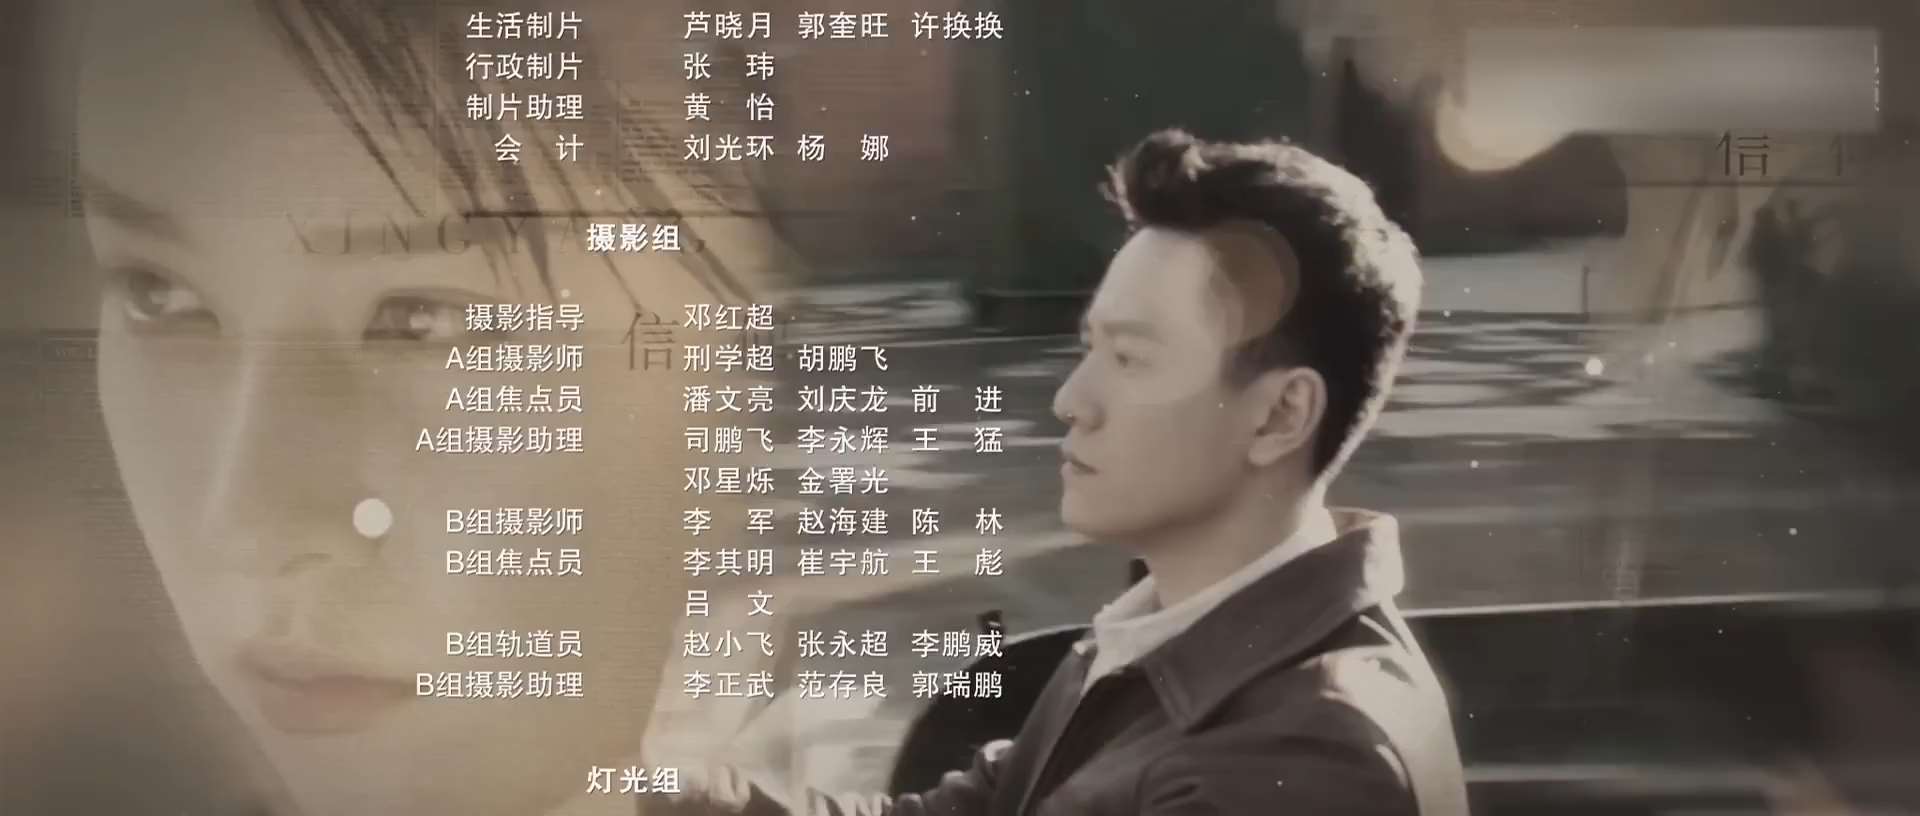 生活制片 芦晓月 郭奎旺 许换换
行政制片 张 玮
制片助理 黄 怡
会 计 刘光环 杨 娜
信
XINGYA
摄影组
摄影指导 邓红超
信
A组摄影师 刑学超 胡鹏飞
A组焦点员 潘文亮 刘庆龙 前 进
A组摄影助理 司鹏飞 李永辉 王 猛
邓星烁 金署光
B组摄影师 李 军 赵海建 陈 林
B组焦点员 李其明 崔宇航 王 彪
吕 文
B组轨道员 赵小飞 张永超 李鹏威
B组摄影助理 李正武 范存良 郭瑞鹏
灯光组